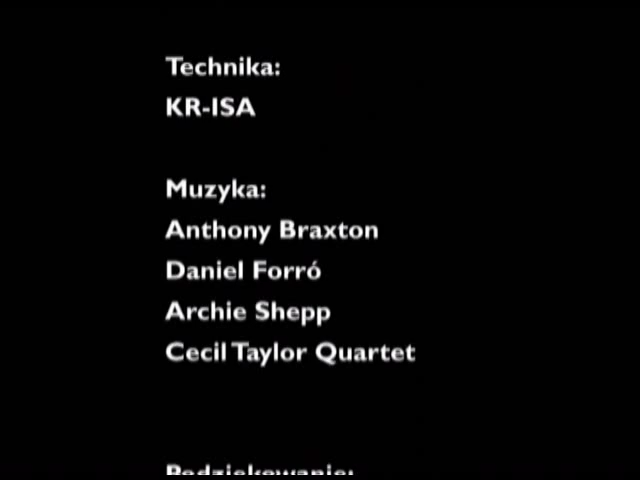 Technika:
KR-ISA
Muzyka:
Anthony Braxton
Daniel Forró
Archie Shepp
Cecil Taylor Quartet